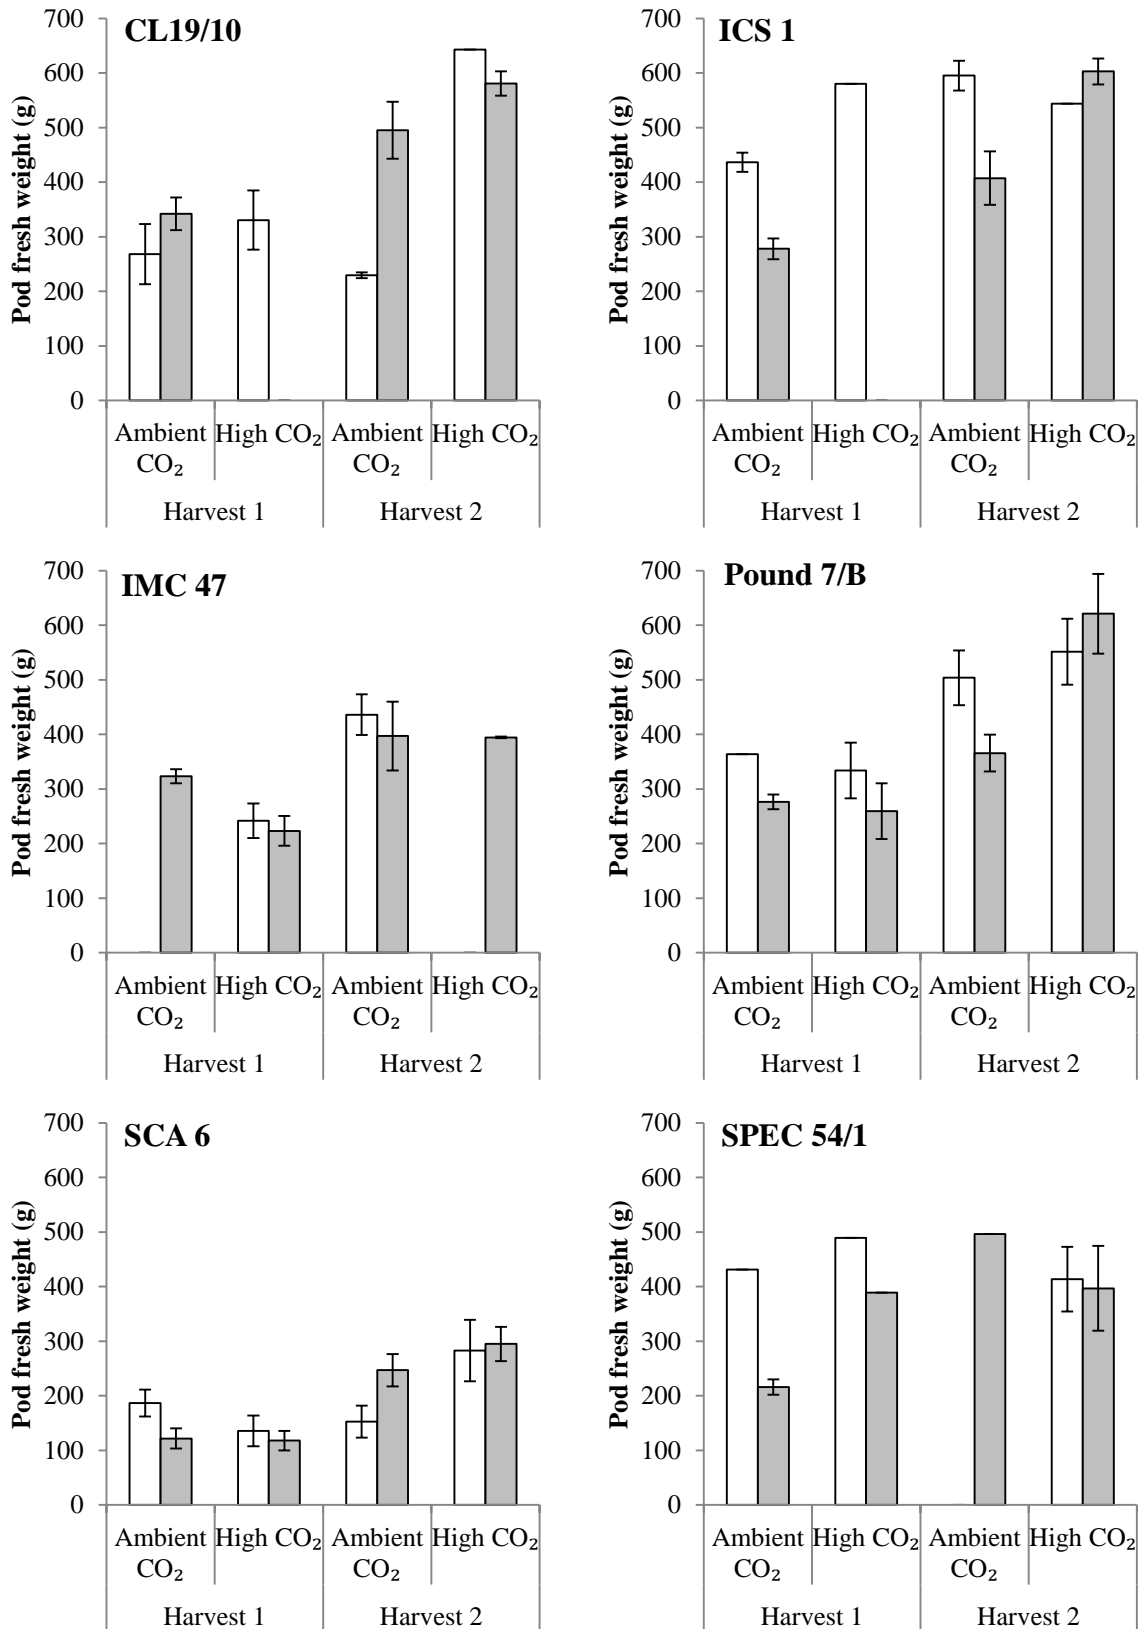 CL19/10
Pod fresh weight (g)
700
600
500
400
300
200
100
0
Ambient CO₂
High CO₂
Ambient CO₂
High CO₂
Harvest 1
Harvest 2
ICS 1
Pod fresh weight (g)
700
600
500
400
300
200
100
0
Ambient CO₂
High CO₂
Ambient CO₂
High CO₂
Harvest 1
Harvest 2
IMC 47
Pod fresh weight (g)
700
600
500
400
300
200
100
0
Ambient CO₂
High CO₂
Ambient CO₂
High CO₂
Harvest 1
Harvest 2
Pound 7/B
Pod fresh weight (g)
700
600
500
400
300
200
100
0
Ambient CO₂
High CO₂
Ambient CO₂
High CO₂
Harvest 1
Harvest 2
SCA 6
Pod fresh weight (g)
700
600
500
400
300
200
100
0
Ambient CO₂
High CO₂
Ambient CO₂
High CO₂
Harvest 1
Harvest 2
SPEC 54/1
Pod fresh weight (g)
700
600
500
400
300
200
100
0
Ambient CO₂
High CO₂
Ambient CO₂
High CO₂
Harvest 1
Harvest 2